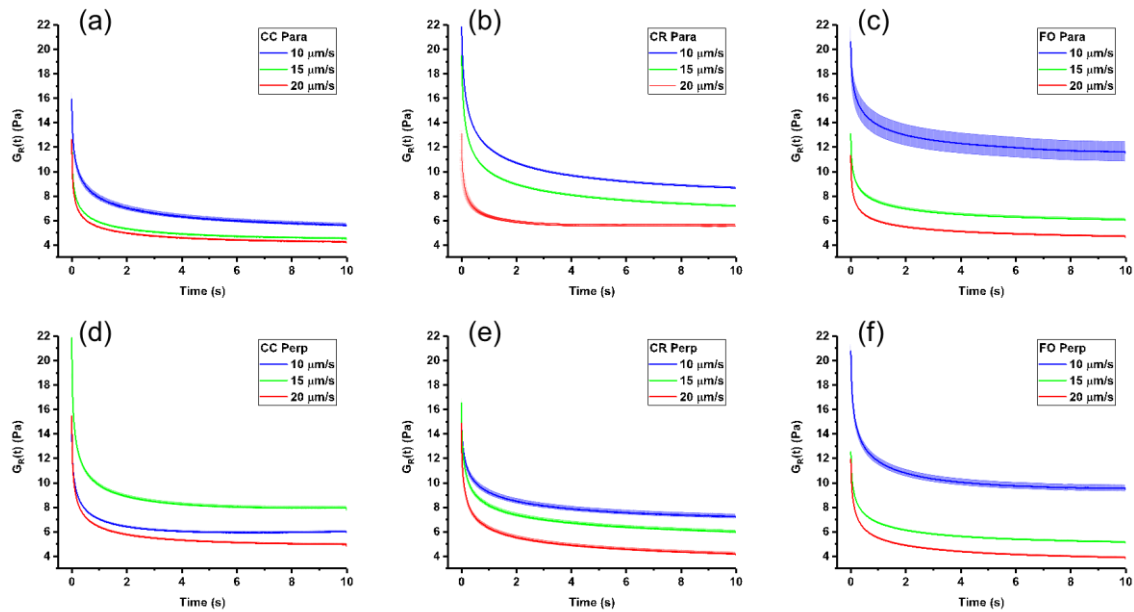 (a)
CC Para
10 μm/s
15 μm/s
20 μm/s
22
20
18
16
14
12
10
8
6
4
G_R(t) (Pa)
0 2 4 6 8 10
Time (s)
(b)
CR Para
10 μm/s
15 μm/s
20 μm/s
22
20
18
16
14
12
10
8
6
4
G_R(t) (Pa)
0 2 4 6 8 10
Time (s)
(c)
FO Para
10 μm/s
15 μm/s
20 μm/s
22
20
18
16
14
12
10
8
6
4
G_R(t) (Pa)
0 2 4 6 8 10
Time (s)
(d)
CC Perp
10 μm/s
15 μm/s
20 μm/s
22
20
18
16
14
12
10
8
6
4
G_R(t) (Pa)
0 2 4 6 8 10
Time (s)
(e)
CR Perp
10 μm/s
15 μm/s
20 μm/s
22
20
18
16
14
12
10
8
6
4
G_R(t) (Pa)
0 2 4 6 8 10
Time (s)
(f)
FO Perp
10 μm/s
15 μm/s
20 μm/s
22
20
18
16
14
12
10
8
6
4
G_R(t) (Pa)
0 2 4 6 8 10
Time (s)